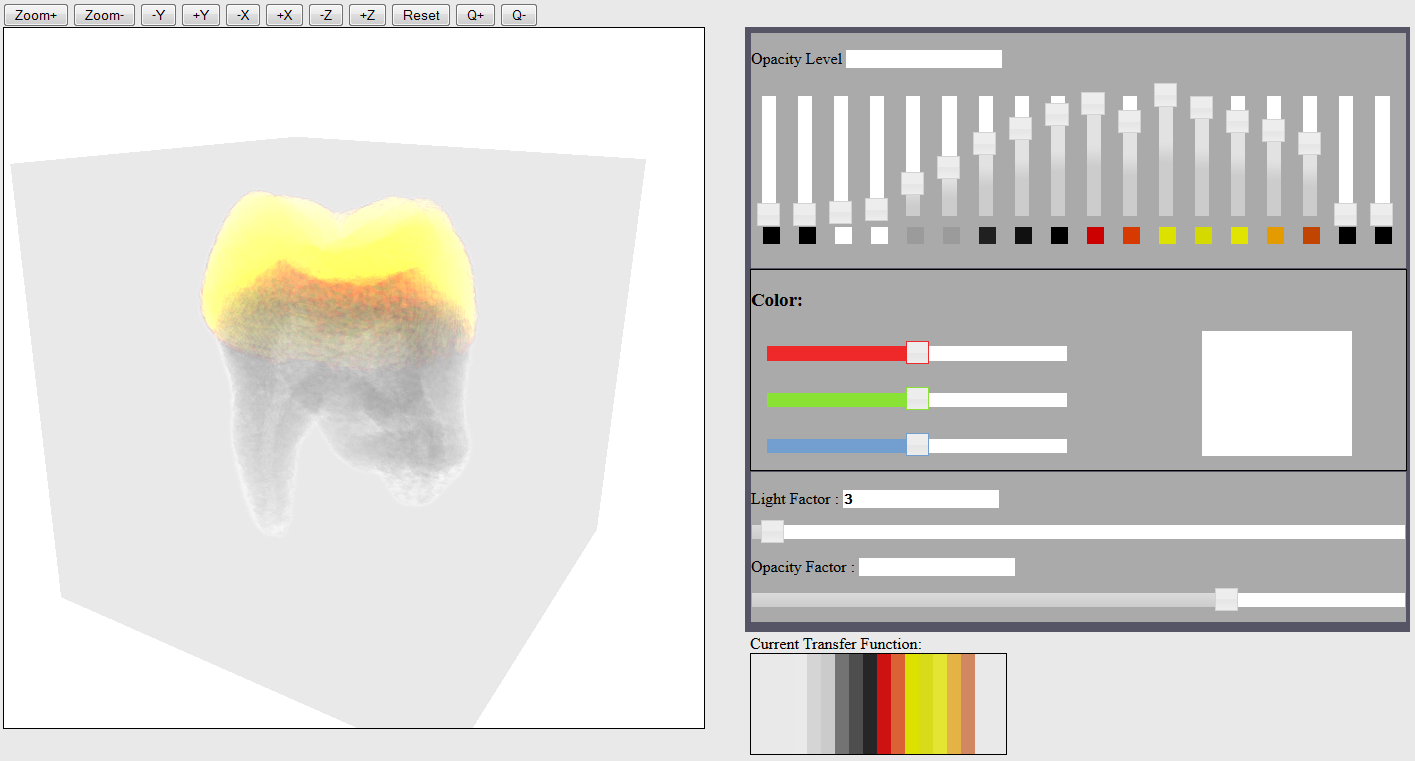 Zoom+ Zoom- -Y +Y -X +X -Z +Z Reset Q+ Q-
Opacity Level
Color:
Light Factor : 3
Opacity Factor :
Current Transfer Function: